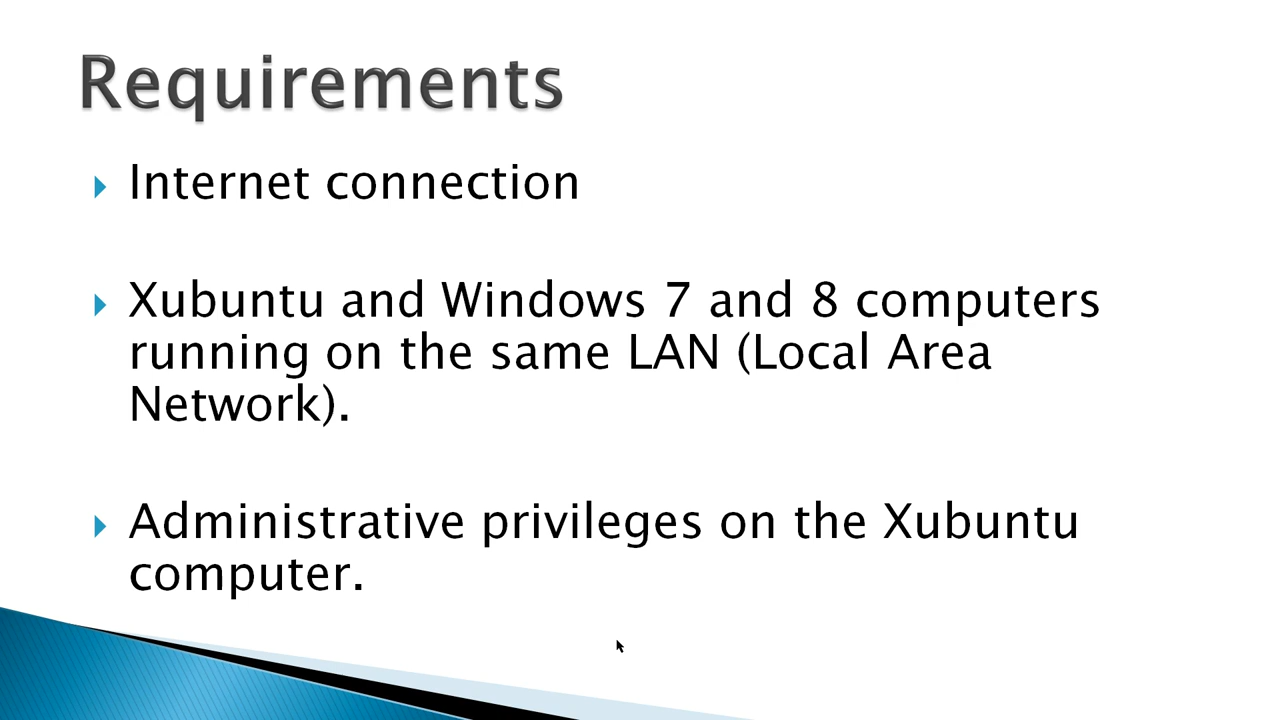 Requirements
Internet connection
Xubuntu and Windows 7 and 8 computers
running on the same LAN (Local Area
Network).
Administrative privileges on the Xubuntu
computer.